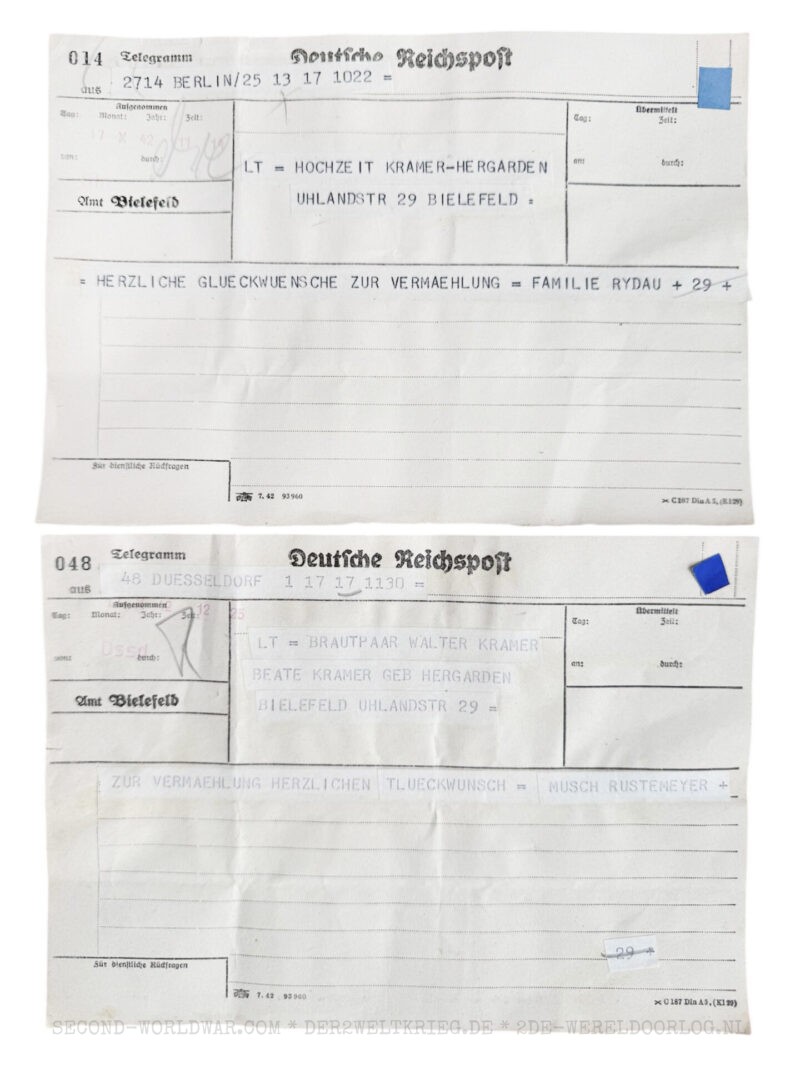 014 Telegramm Deutsche Reichspost
aus 2714 BERLIN/25 13 17 1022 =
Aufgenommen
Tag: Monat: Jahr: Zeit:
17 X 42
von: durch:
Übermittelt
Tag: Zeit:
an: durch:
LT = HOCHZEIT KRAMER-HERGARDEN
UHLANDSTR 29 BIELEFELD =
Amt Bielefeld
= HERZLICHE GLUECKWUENSCHE ZUR VERMAEHLUNG = FAMILIE RYDAU + 29 +
Für dienstliche Rückfragen
7. 42 93960
C 187 Din A 5, (K 129)
048 Telegramm Deutsche Reichspost
aus 48 DUESSELDORF 1 17 17 1130 =
Aufgenommen
Tag: Monat: Jahr: Zeit:
12 25
Dssd
von: durch:
Übermittelt
Tag: Zeit:
an: durch:
LT = BRAUTPAAR WALTER KRAMER
BEATE KRAMER GEB HERGARDEN
BIELEFELD UHLANDSTR 29 =
Amt Bielefeld
ZUR VERMAEHLUNG HERZLICHEN TLUECKWUNSCH = MUSCH RUSTEMEYER +
29 +
Für dienstliche Rückfragen
7. 42 93960
C 187 Din A 5, (K 129)
SECOND-WORLDWAR.COM * DER2WELTKRIEG.DE * 2DE-WERELDOORLOG.NL